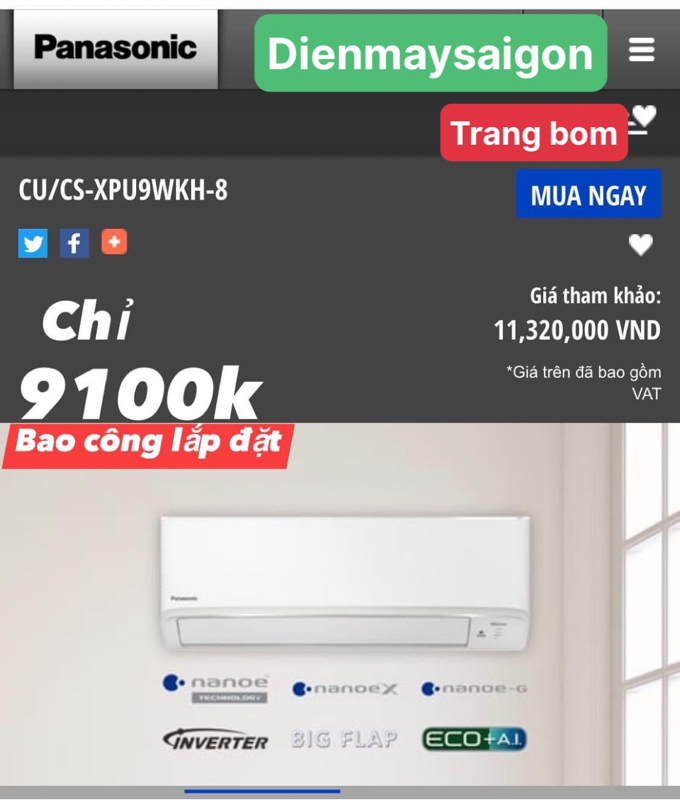 Panasonic
Dienmaysaigon
Trang bom
CU/CS-XPU9WKH-8
MUA NGAY
Giá tham khảo:
11,320,000 VND
*Giá trên đã bao gồm
VAT
Chỉ
9100k
Bao công lắp đặt
Panasonic
nanoe™
TECHNOLOGY
nanoeX
nanoe-G
INVERTER
BIG FLAP
ECO+A.I.